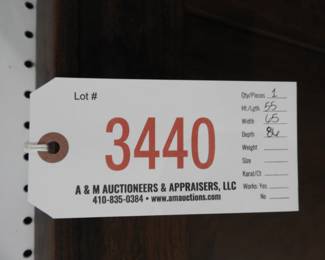 Lot #
3440
A & M AUCTIONEERS & APPRAISERS, LLC
410-835-0384 • www.amauctions.com
Qty/Pieces 1
Ht./Lgth. 55
Width 65
Depth 86
Weight
Size
Karat/Ct
Works: Yes
No